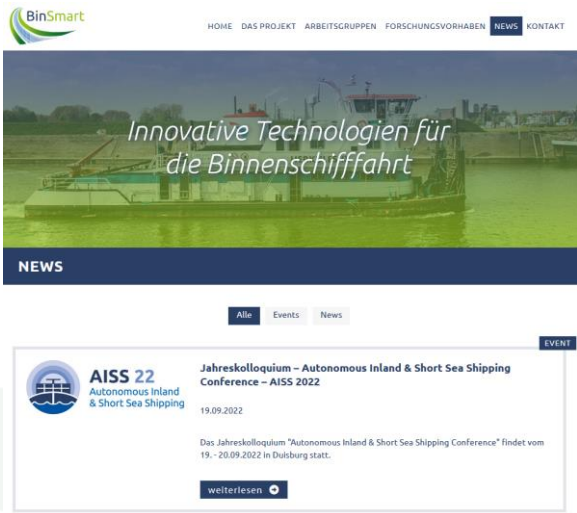 BinSmart
HOME DAS PROJEKT ARBEITSGRUPPEN FORSCHUNGSVORHABEN NEWS KONTAKT
Innovative Technologien für
die Binnenschifffahrt
NEWS
Alle Events News
EVENT
AISS 22
Autonomous Inland
& Short Sea Shipping
Jahreskolloquium – Autonomous Inland & Short Sea Shipping
Conference – AISS 2022
19.09.2022
Das Jahreskolloquium "Autonomous Inland & Short Sea Shipping Conference" findet vom
19. - 20.09.2022 in Duisburg statt.
weiterlesen